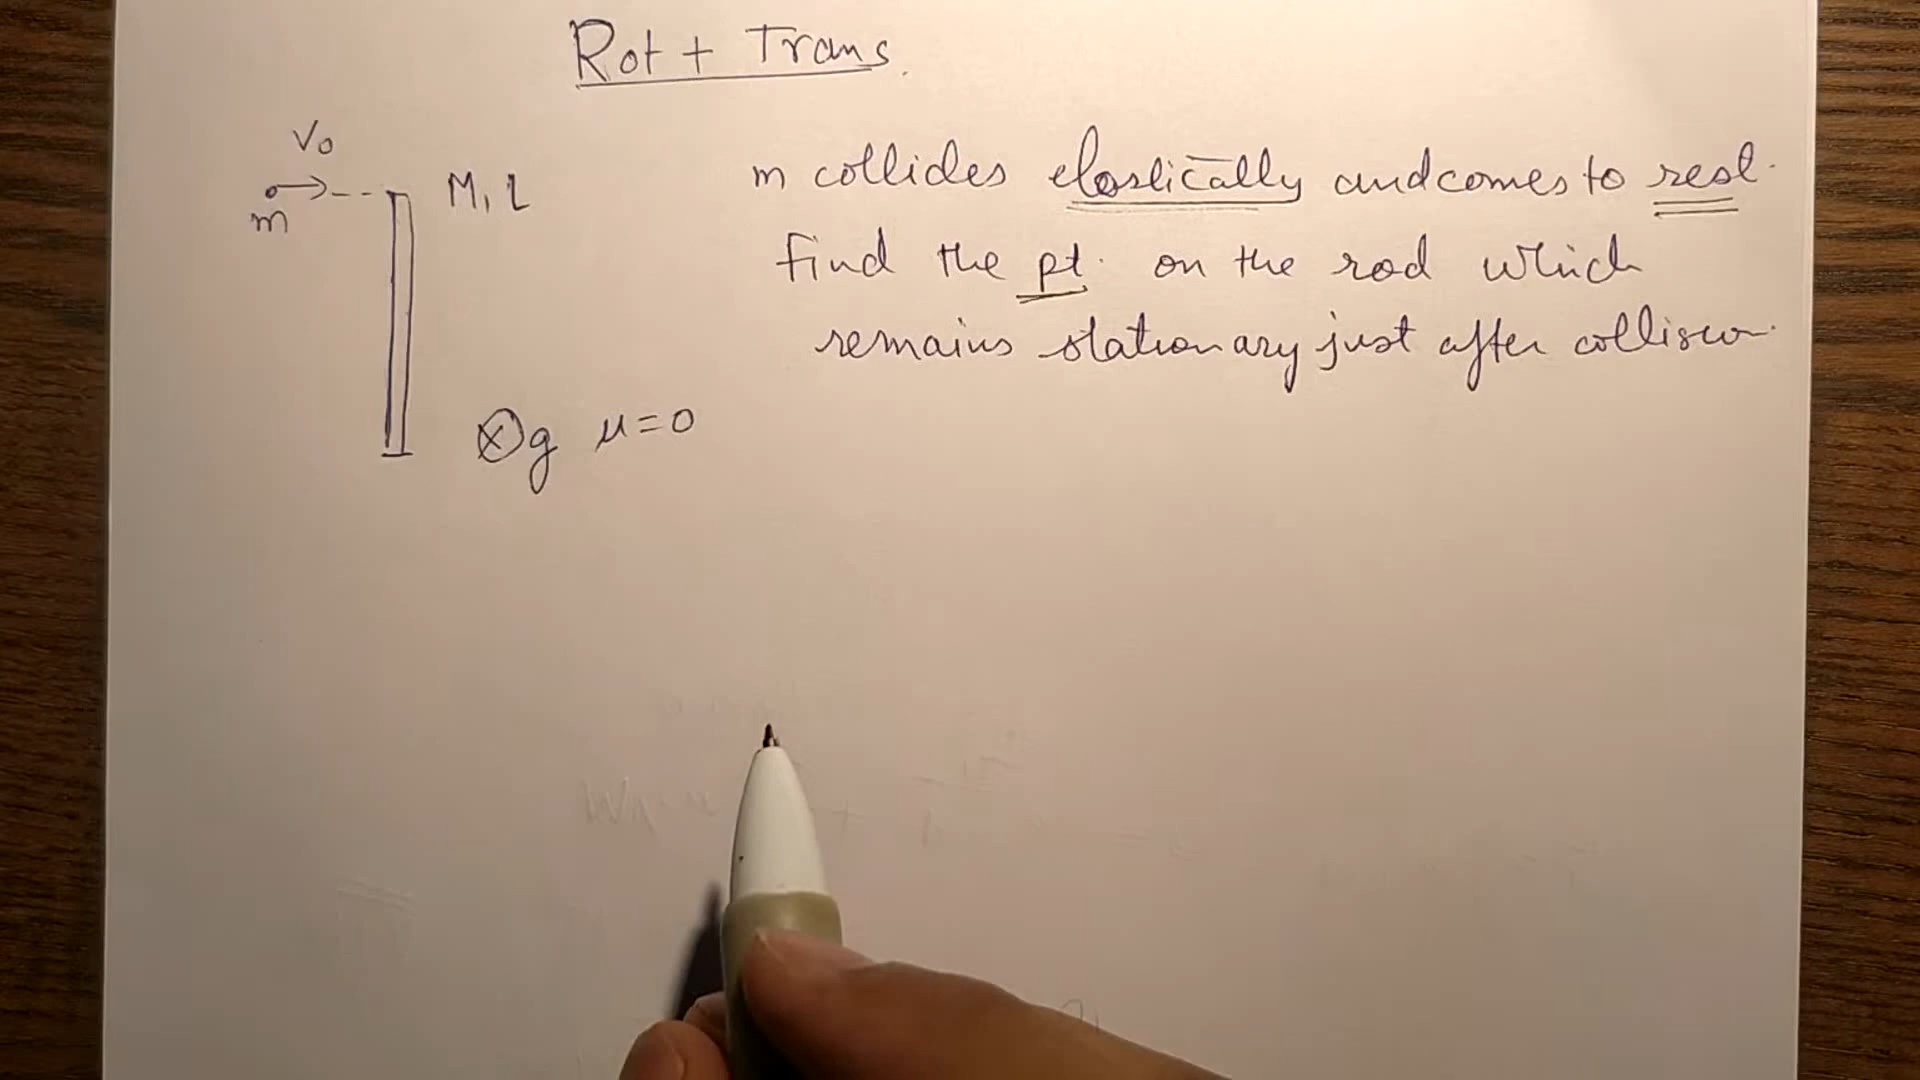 Rot + Trans.
V₀
m
M, L
m collides elastically and comes to rest.
find the pt. on the rod which
remains stationary just after collision.
⊗g μ=0